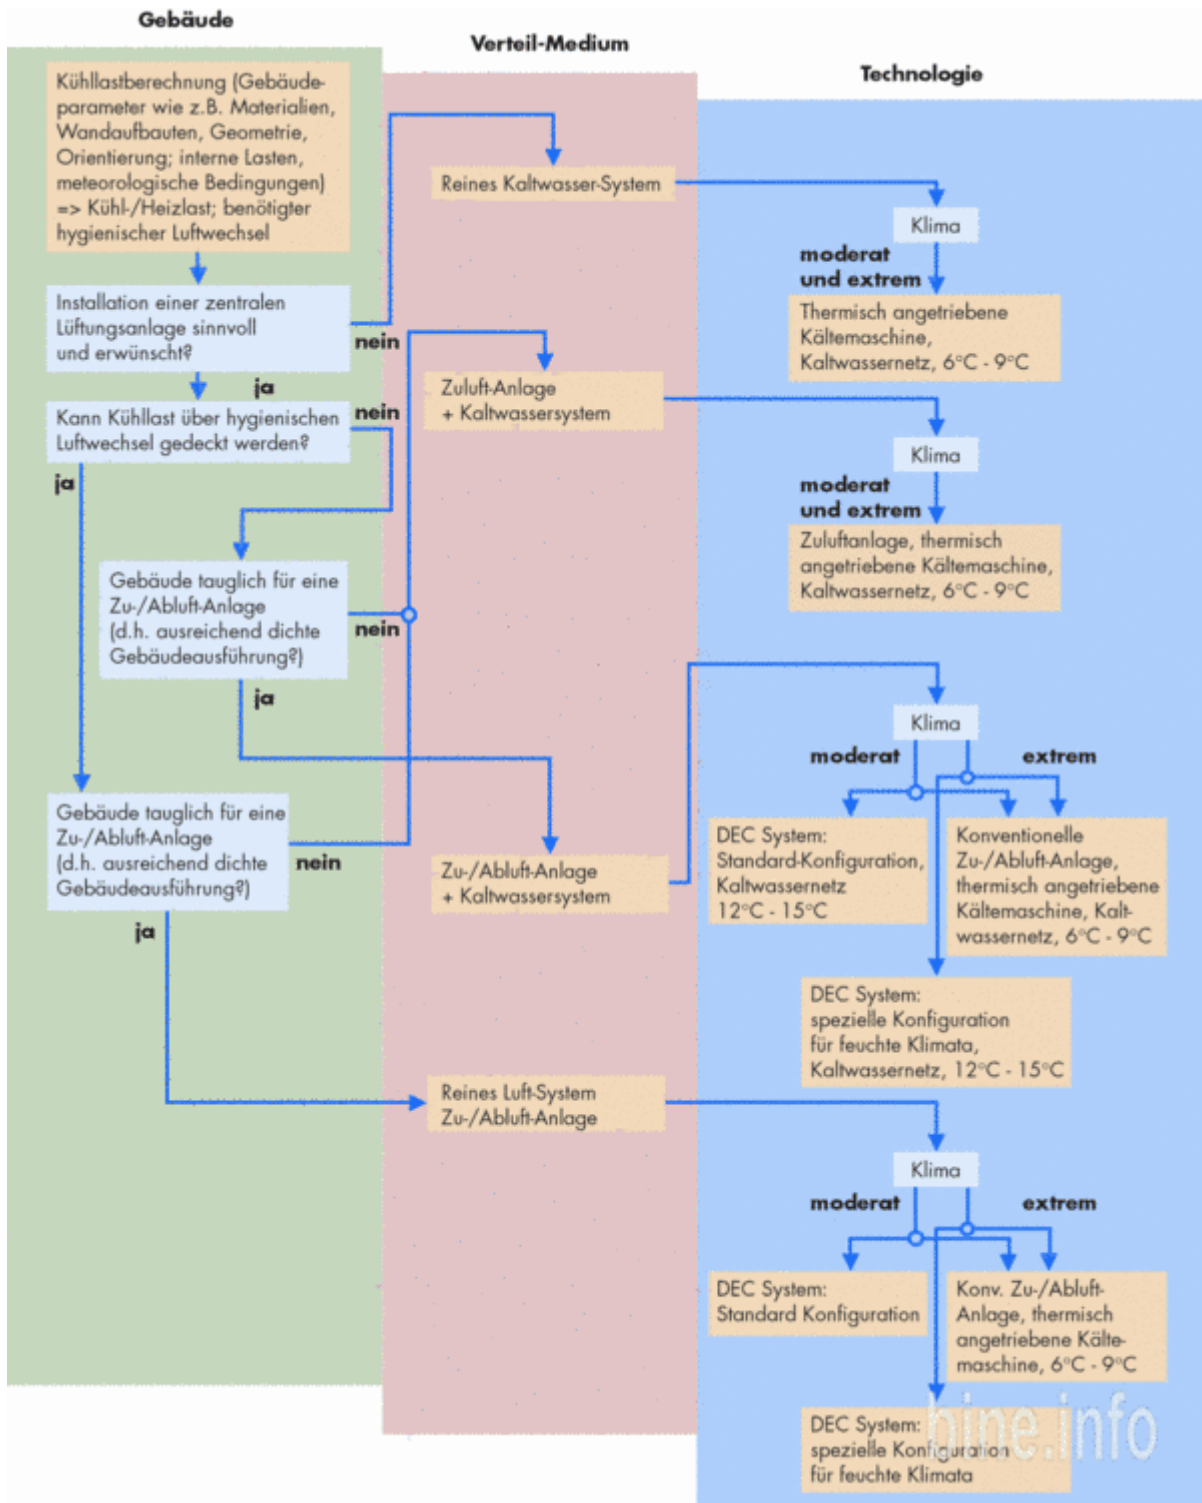 Gebäude
Verteil-Medium
Technologie
Kühllastberechnung (Gebäude-
parameter wie z.B. Materialien,
Wandaufbauten, Geometrie,
Orientierung; interne Lasten,
meteorologische Bedingungen)
=> Kühl-/Heizlast; benötigter
hygienischer Luftwechsel
Reines Kaltwasser-System
Klima
moderat
und extrem
Thermisch angetriebene
Kältemaschine,
Kaltwassernetz, 6°C - 9°C
Installation einer zentralen
Lüftungsanlage sinnvoll
und erwünscht?
nein
ja
Kann Kühllast über hygienischen
Luftwechsel gedeckt werden?
nein
ja
Zuluft-Anlage
+ Kaltwassersystem
Klima
moderat
und extrem
Zuluftanlage, thermisch
angetriebene Kältemaschine,
Kaltwassernetz, 6°C - 9°C
Gebäude tauglich für eine
Zu-/Abluft-Anlage
(d.h. ausreichend dichte
Gebäudeausführung?)
nein
ja
Klima
moderat
extrem
Gebäude tauglich für eine
Zu-/Abluft-Anlage
(d.h. ausreichend dichte
Gebäudeausführung?)
nein
ja
Zu-/Abluft-Anlage
+ Kaltwassersystem
DEC System:
Standard-Konfiguration,
Kaltwassernetz
12°C - 15°C
Konventionelle
Zu-/Abluft-Anlage,
thermisch angetriebene
Kältemaschine, Kalt-
wassernetz, 6°C - 9°C
DEC System:
spezielle Konfiguration
für feuchte Klimata,
Kaltwassernetz, 12°C - 15°C
Reines Luft-System
Zu-/Abluft-Anlage
Klima
moderat
extrem
DEC System:
Standard Konfiguration
Konv. Zu-/Abluft-
Anlage, thermisch
angetriebene Kälte-
maschine, 6°C - 9°C
DEC System:
spezielle Konfiguration
für feuchte Klimata
bine.info